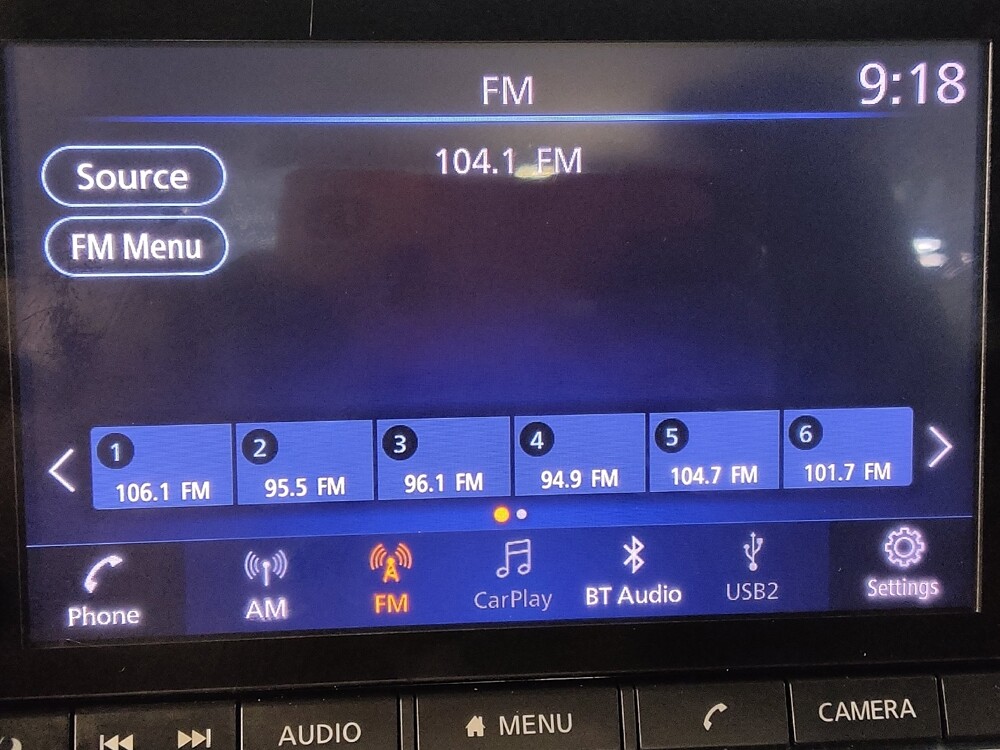 FM
9:18
104.1 FM
Source
FM Menu
1 2 3 4 5 6
106.1 FM 95.5 FM 96.1 FM 94.9 FM 104.7 FM 101.7 FM
Phone AM FM CarPlay BT Audio USB2 Settings
AUDIO MENU CAMERA